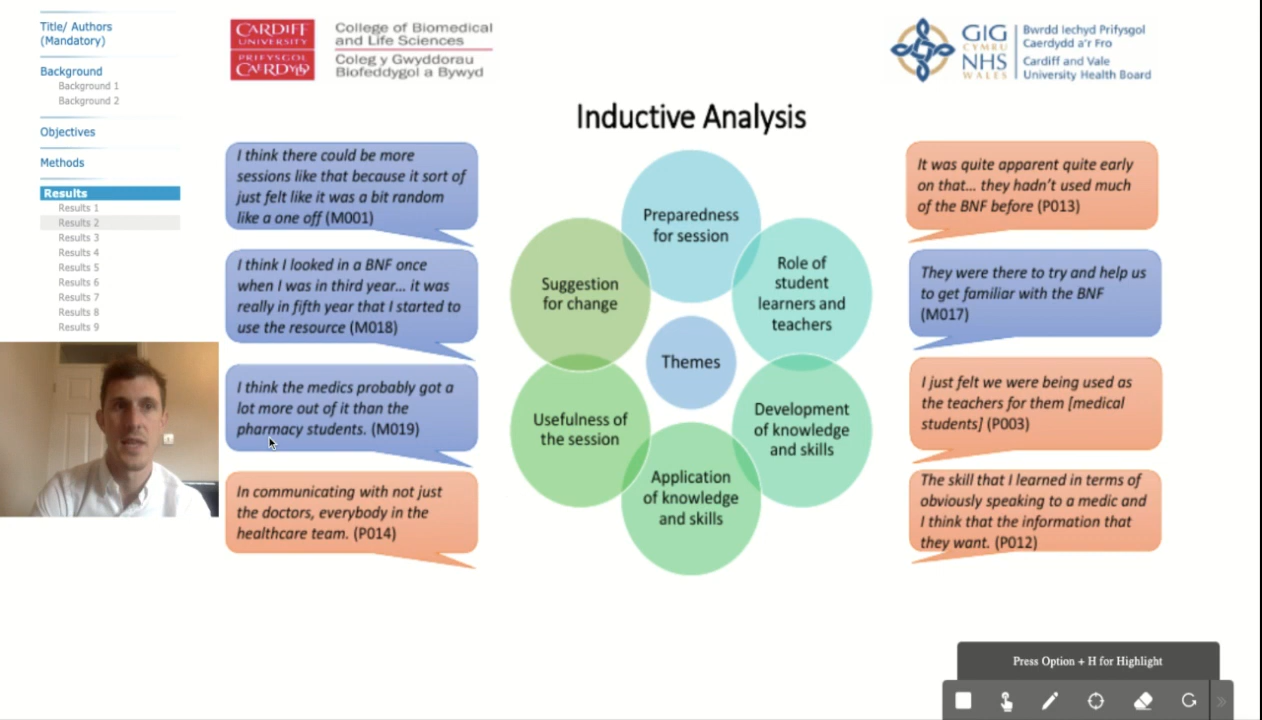 Title/ Authors
(Mandatory)
Background
Background 1
Background 2
Objectives
Methods
Results
Results 1
Results 2
Results 3
Results 4
Results 5
Results 6
Results 7
Results 8
Results 9
CARDIFF
UNIVERSITY
PRIFYSGOL
CAERDYDD
College of Biomedical
and Life Sciences
Coleg y Gwyddorau
Biofeddygol a Bywyd
GIG
CYMRU
NHS
WALES
Bwrdd Iechyd Prifysgol
Caerdydd a'r Fro
Cardiff and Vale
University Health Board
Inductive Analysis
I think there could be more
sessions like that because it sort of
just felt like it was a bit random
like a one off (M001)
I think I looked in a BNF once
when I was in third year... it was
really in fifth year that I started to
use the resource (M018)
I think the medics probably got a
lot more out of it than the
pharmacy students. (M019)
In communicating with not just
the doctors, everybody in the
healthcare team. (P014)
Preparedness
for session
Role of
student
learners and
teachers
Development
of knowledge
and skills
Application
of knowledge
and skills
Usefulness of
the session
Suggestion
for change
Themes
It was quite apparent quite early
on that... they hadn't used much
of the BNF before (P013)
They were there to try and help us
to get familiar with the BNF
(M017)
I just felt we were being used as
the teachers for them [medical
students] (P003)
The skill that I learned in terms of
obviously speaking to a medic and
I think that the information that
they want. (P012)
Press Option + H for Highlight